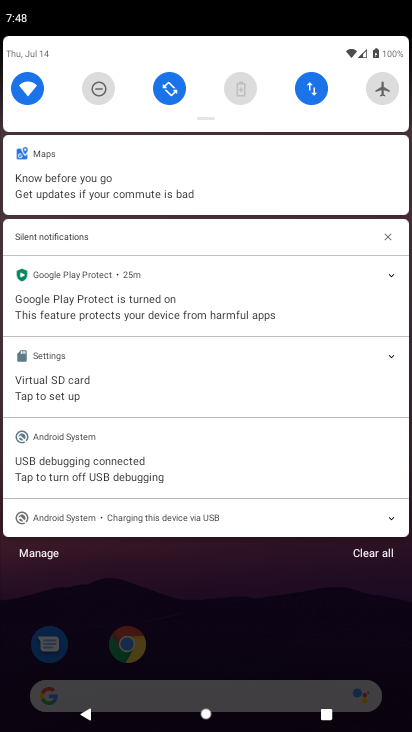 7:48
Thu, Jul 14
100%
Maps
Know before you go
Get updates if your commute is bad
Silent notifications
Google Play Protect • 25m
Google Play Protect is turned on
This feature protects your device from harmful apps
Settings
Virtual SD card
Tap to set up
Android System
USB debugging connected
Tap to turn off USB debugging
Android System • Charging this device via USB
Manage
Clear all